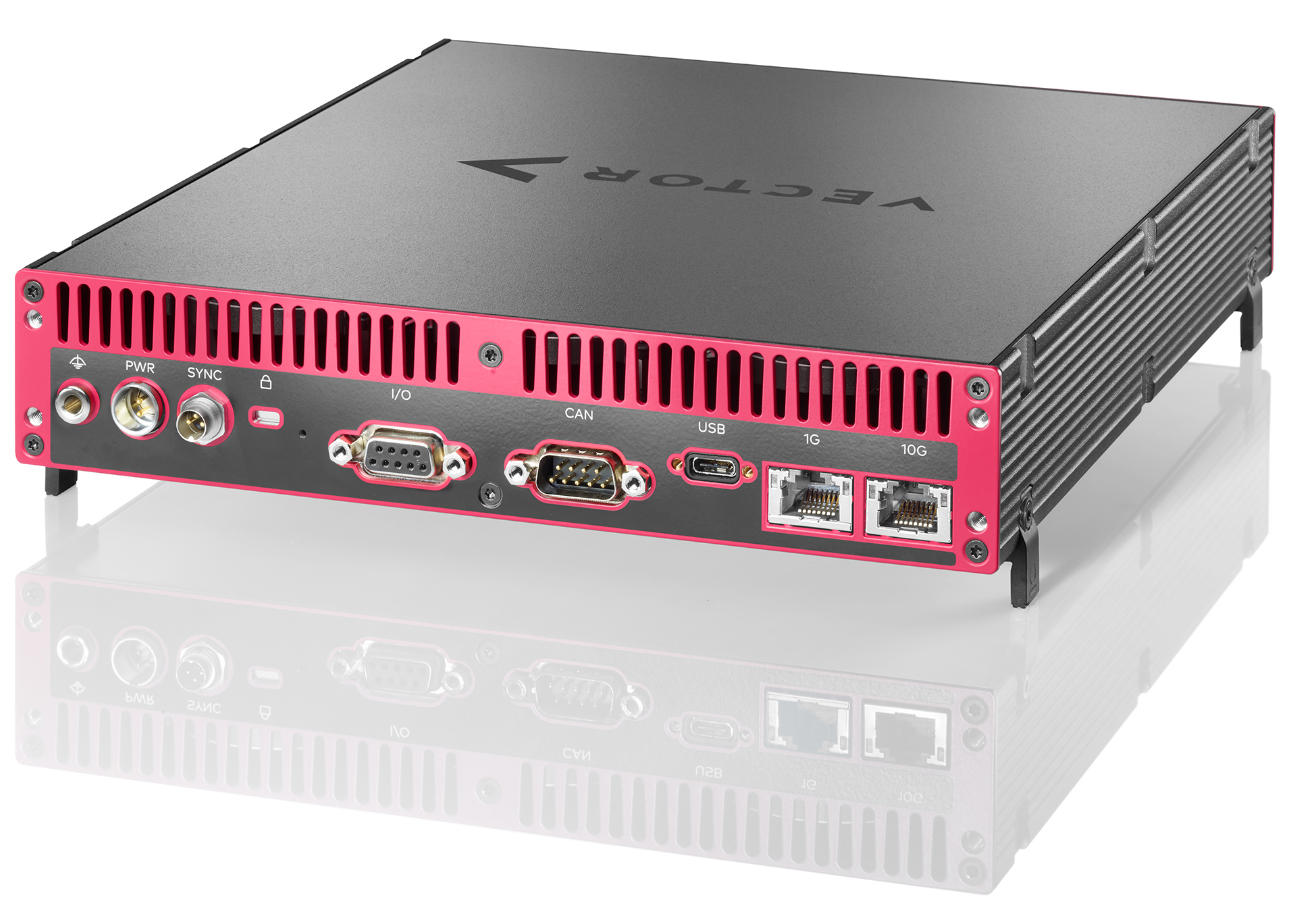 VECTOR
PWR
SYNC
I/O
CAN
USB
1G
10G